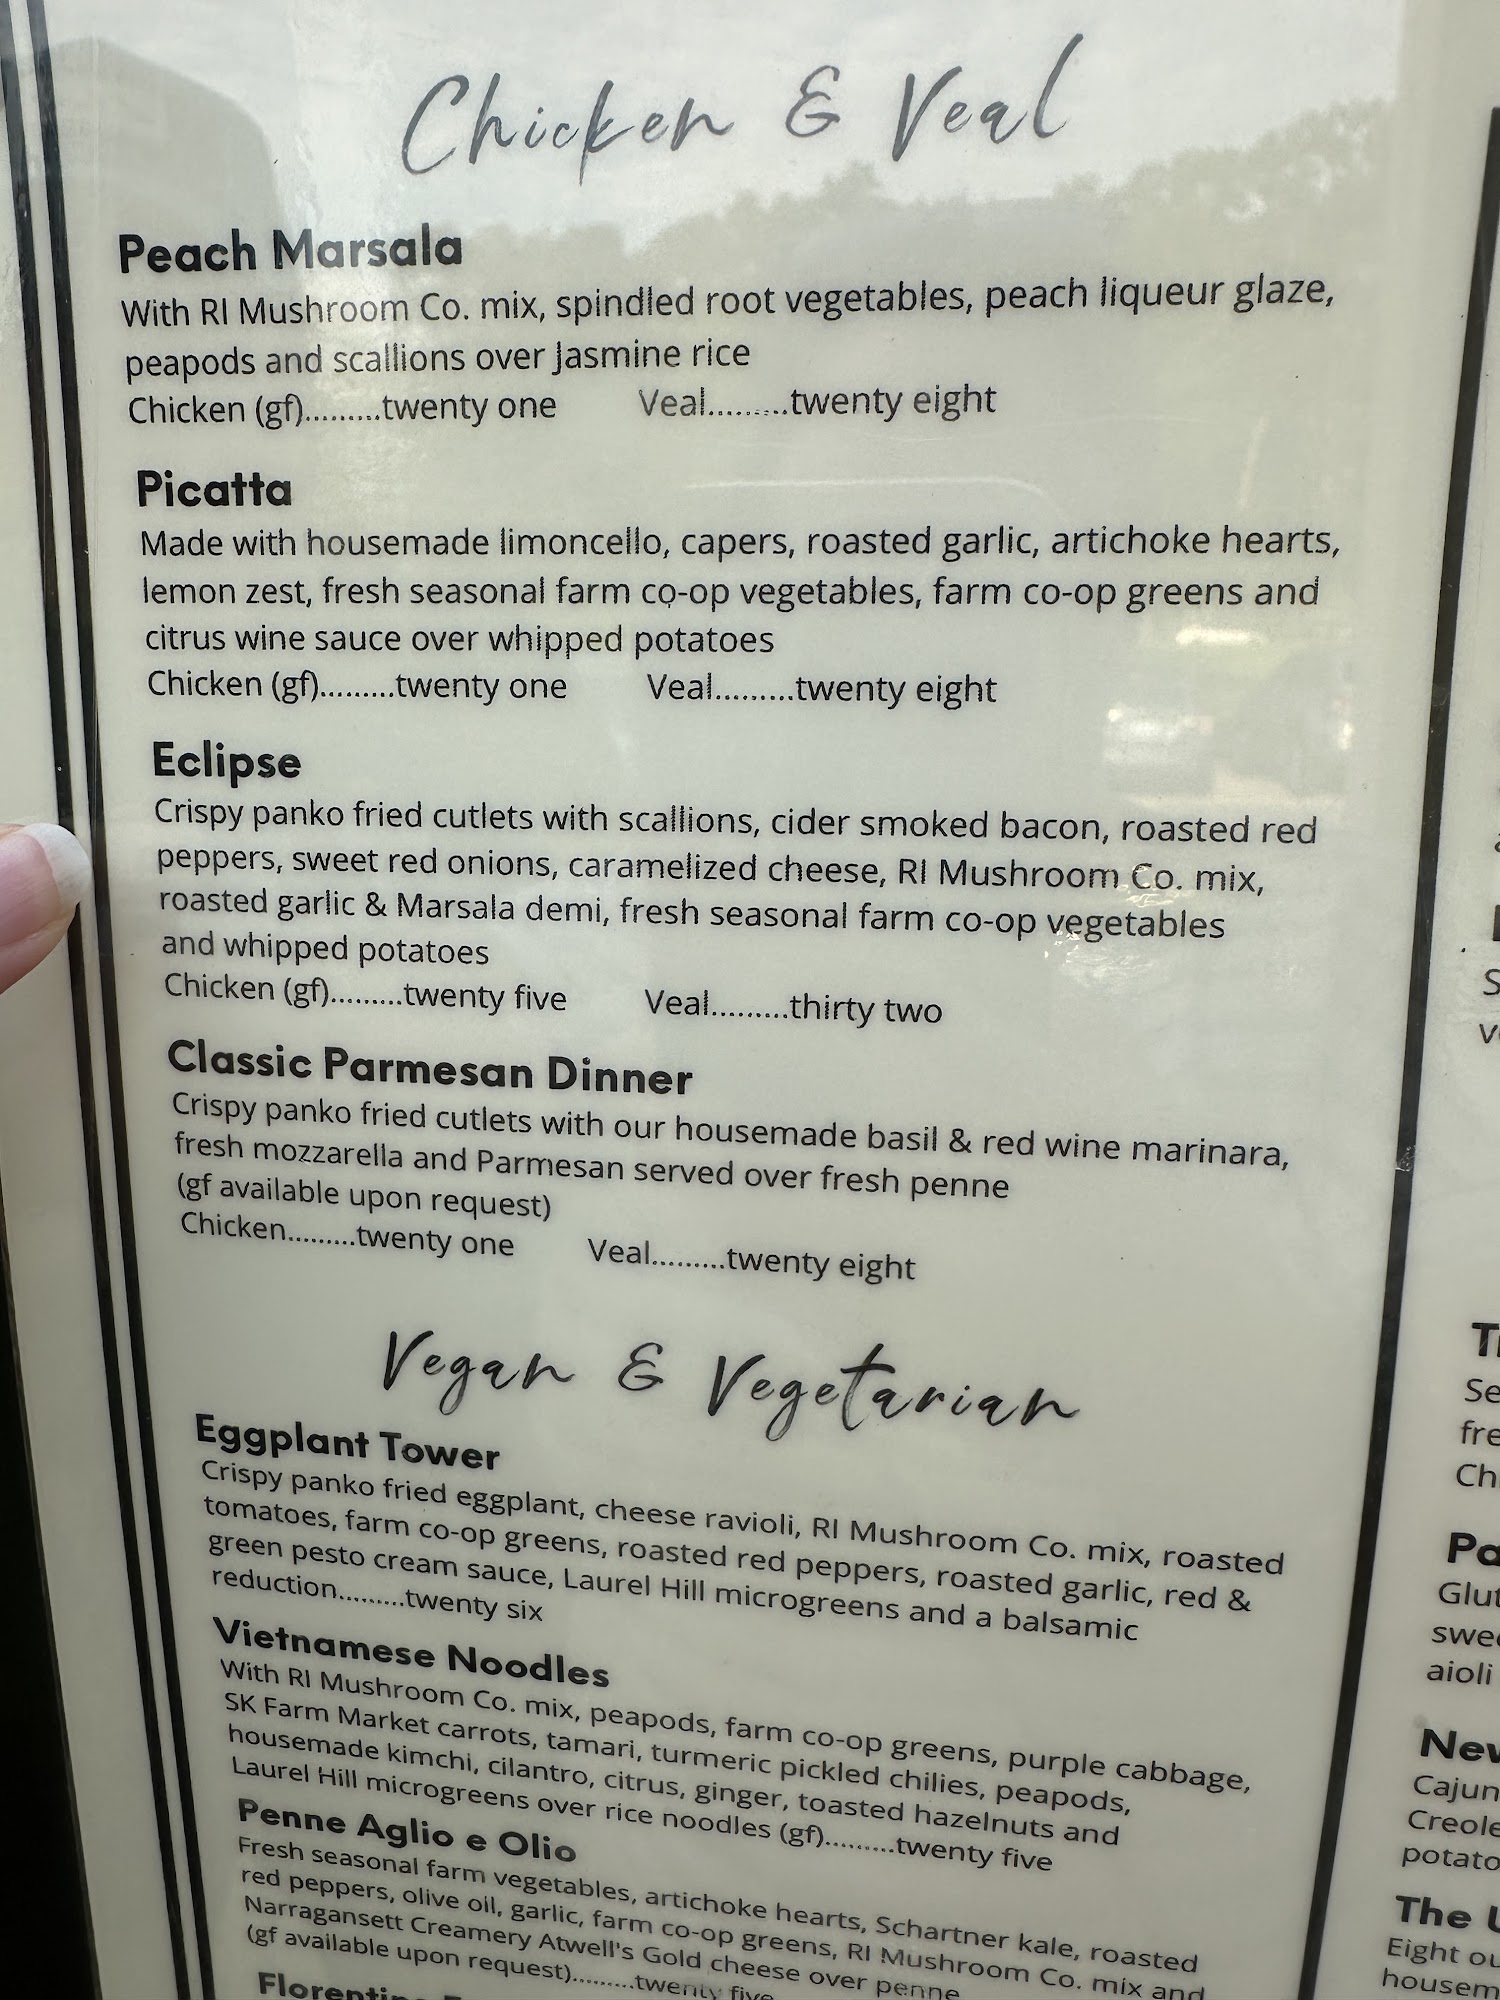 Chicken & Veal
Peach Marsala
With RI Mushroom Co. mix, spindled root vegetables, peach liqueur glaze,
peapods and scallions over Jasmine rice
Chicken (gf).........twenty one Veal.........twenty eight
Picatta
Made with housemade limoncello, capers, roasted garlic, artichoke hearts,
lemon zest, fresh seasonal farm co-op vegetables, farm co-op greens and
citrus wine sauce over whipped potatoes
Chicken (gf).........twenty one Veal.........twenty eight
Eclipse
Crispy panko fried cutlets with scallions, cider smoked bacon, roasted red
peppers, sweet red onions, caramelized cheese, RI Mushroom Co. mix,
roasted garlic & Marsala demi, fresh seasonal farm co-op vegetables
and whipped potatoes
Chicken (gf).........twenty five Veal.........thirty two
Classic Parmesan Dinner
Crispy panko fried cutlets with our housemade basil & red wine marinara,
fresh mozzarella and Parmesan served over fresh penne
(gf available upon request)
Chicken.........twenty one Veal.........twenty eight
Vegan & Vegetarian
Eggplant Tower
Crispy panko fried eggplant, cheese ravioli, RI Mushroom Co. mix, roasted
tomatoes, farm co-op greens, roasted red peppers, roasted garlic, red &
green pesto cream sauce, Laurel Hill microgreens and a balsamic
reduction.........twenty six
Vietnamese Noodles
With RI Mushroom Co. mix, peapods, farm co-op greens, purple cabbage,
SK Farm Market carrots, tamari, turmeric pickled chilies, peapods,
housemade kimchi, cilantro, citrus, ginger, toasted hazelnuts and
Laurel Hill microgreens over rice noodles (gf).........twenty five
Penne Aglio e Olio
Fresh seasonal farm vegetables, artichoke hearts, Schartner kale, roasted
red peppers, olive oil, garlic, farm co-op greens, RI Mushroom Co. mix and
Narragansett Creamery Atwell's Gold cheese over penne
(gf available upon request).........twenty five
Cajun
Creole
aioli
The
Eight